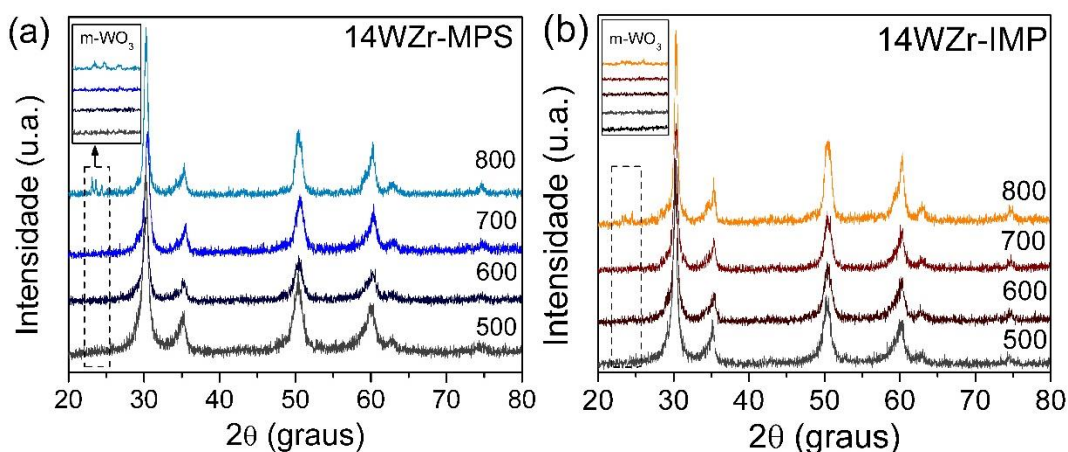 (a)
14WZr-MPS
m-WO₃
800
700
600
500
Intensidade (u.a.)
20 30 40 50 60 70 80
2θ (graus)
(b)
14WZr-IMP
m-WO₃
800
700
600
500
Intensidade (u.a.)
20 30 40 50 60 70 80
2θ (graus)